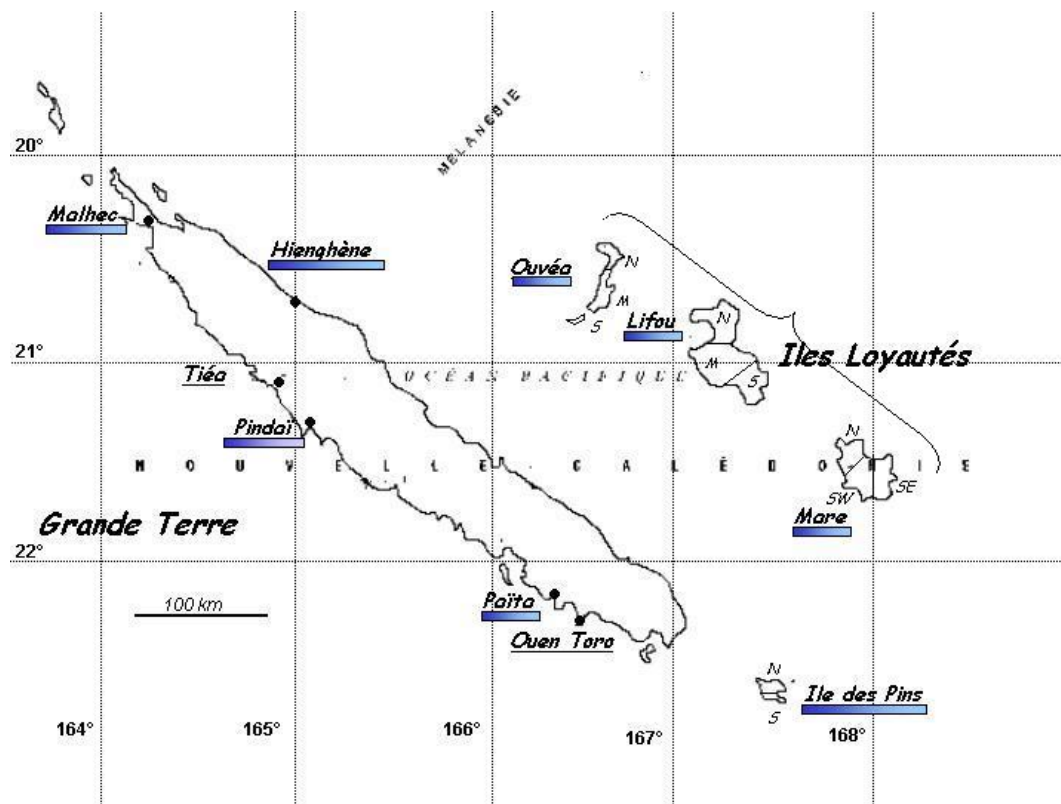 MELANESIE
20°
Malhec
Hienghène
Ouvéa
N
M
S
Lifou
N
M
S
Iles Loyautés
21°
OCÉAN PACIFIQUE
Tiéa
Pindaï
N
NOUVELLE CALÉDONIE
SW
SE
Mare
Grande Terre
22°
100 km
Païta
Ouen Toro
N
S
Ile des Pins
164°
165°
166°
167°
168°